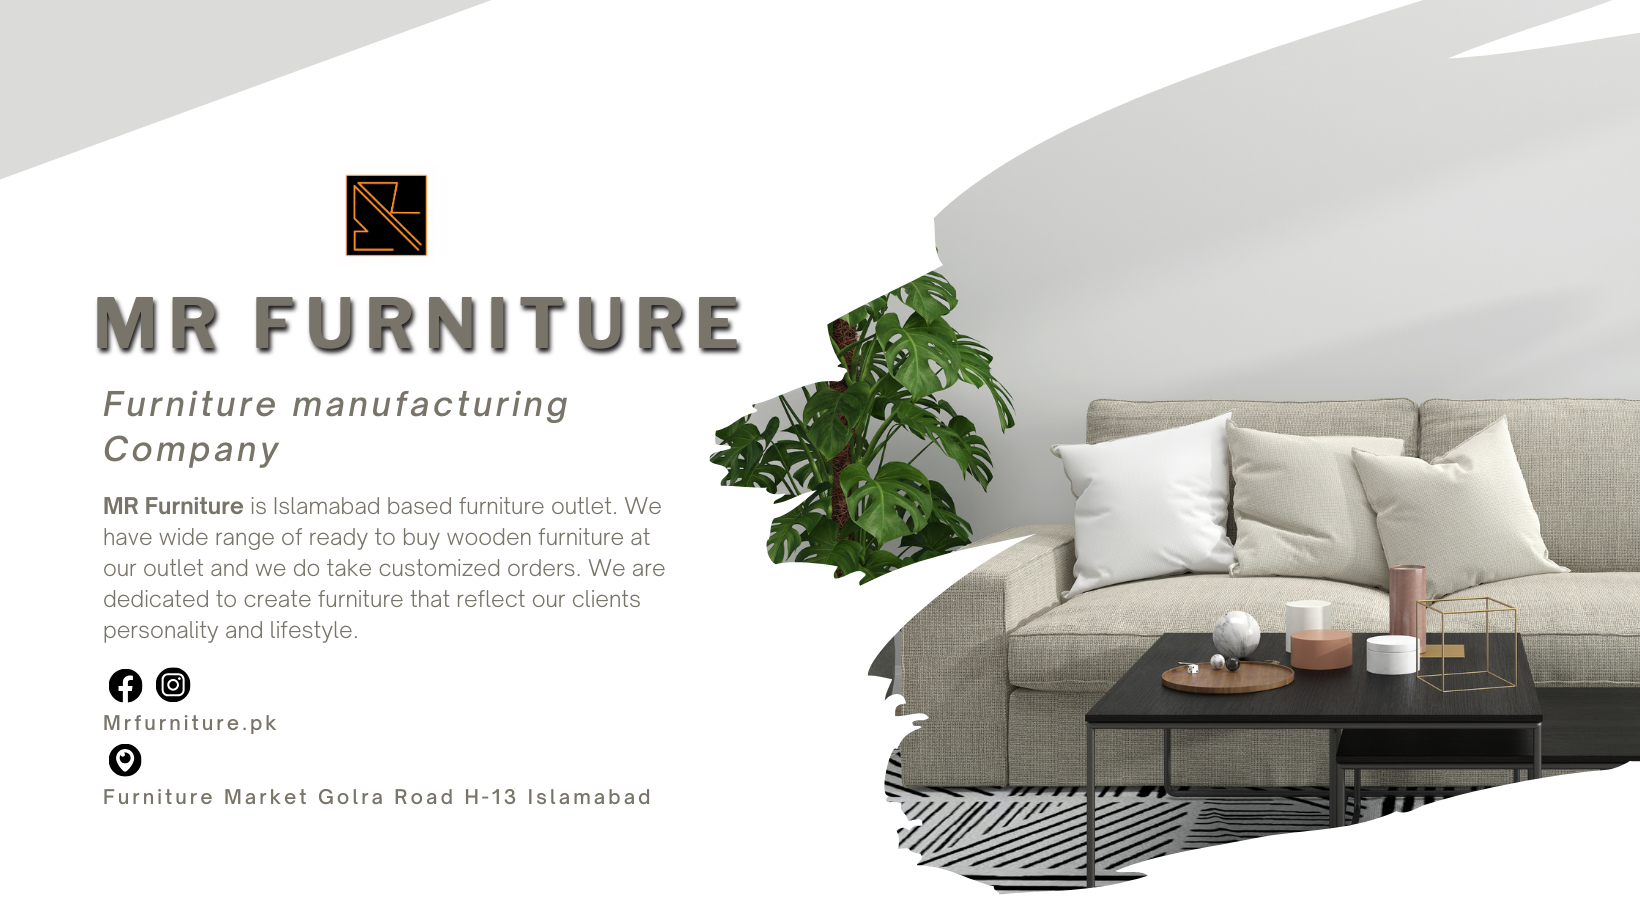 MR FURNITURE
Furniture manufacturing
Company
MR Furniture is Islamabad based furniture outlet. We
have wide range of ready to buy wooden furniture at
our outlet and we do take customized orders. We are
dedicated to create furniture that reflect our clients
personality and lifestyle.
Mrfurniture.pk
Furniture Market Golra Road H-13 Islamabad